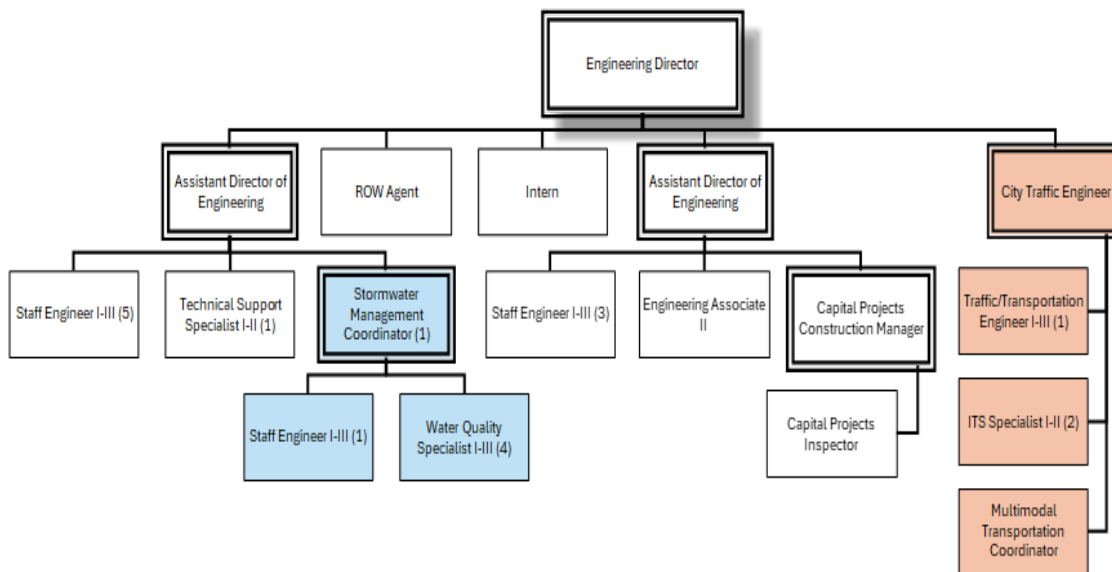 Engineering Director
Assistant Director of
Engineering
ROW Agent
Intern
Assistant Director of
Engineering
City Traffic Engineer
Staff Engineer I-III (5)
Technical Support
Specialist I-II (1)
Stormwater
Management
Coordinator (1)
Staff Engineer I-III (3)
Engineering Associate
II
Capital Projects
Construction Manager
Traffic/Transportation
Engineer I-III (1)
Staff Engineer I-III (1)
Water Quality
Specialist I-III (4)
Capital Projects
Inspector
ITS Specialist I-II (2)
Multimodal
Transportation
Coordinator